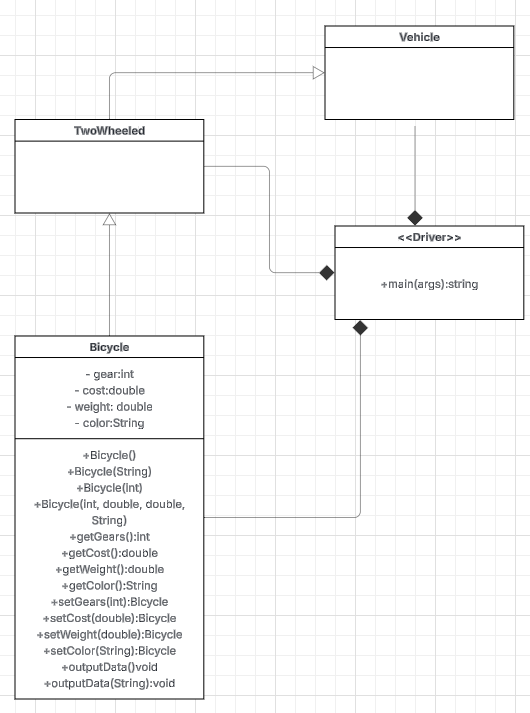 Vehicle
TwoWheeled
<<Driver>>
+main(args):string
Bicycle
- gear:int
- cost:double
- weight: double
- color:String
+Bicycle()
+Bicycle(String)
+Bicycle(int)
+Bicycle(int, double, double,
String)
+getGears():int
+getCost():double
+getWeight():double
+getColor():String
+setGears(int):Bicycle
+setCost(double):Bicycle
+setWeight(double):Bicycle
+setColor(String):Bicycle
+outputData()void
+outputData(String):void